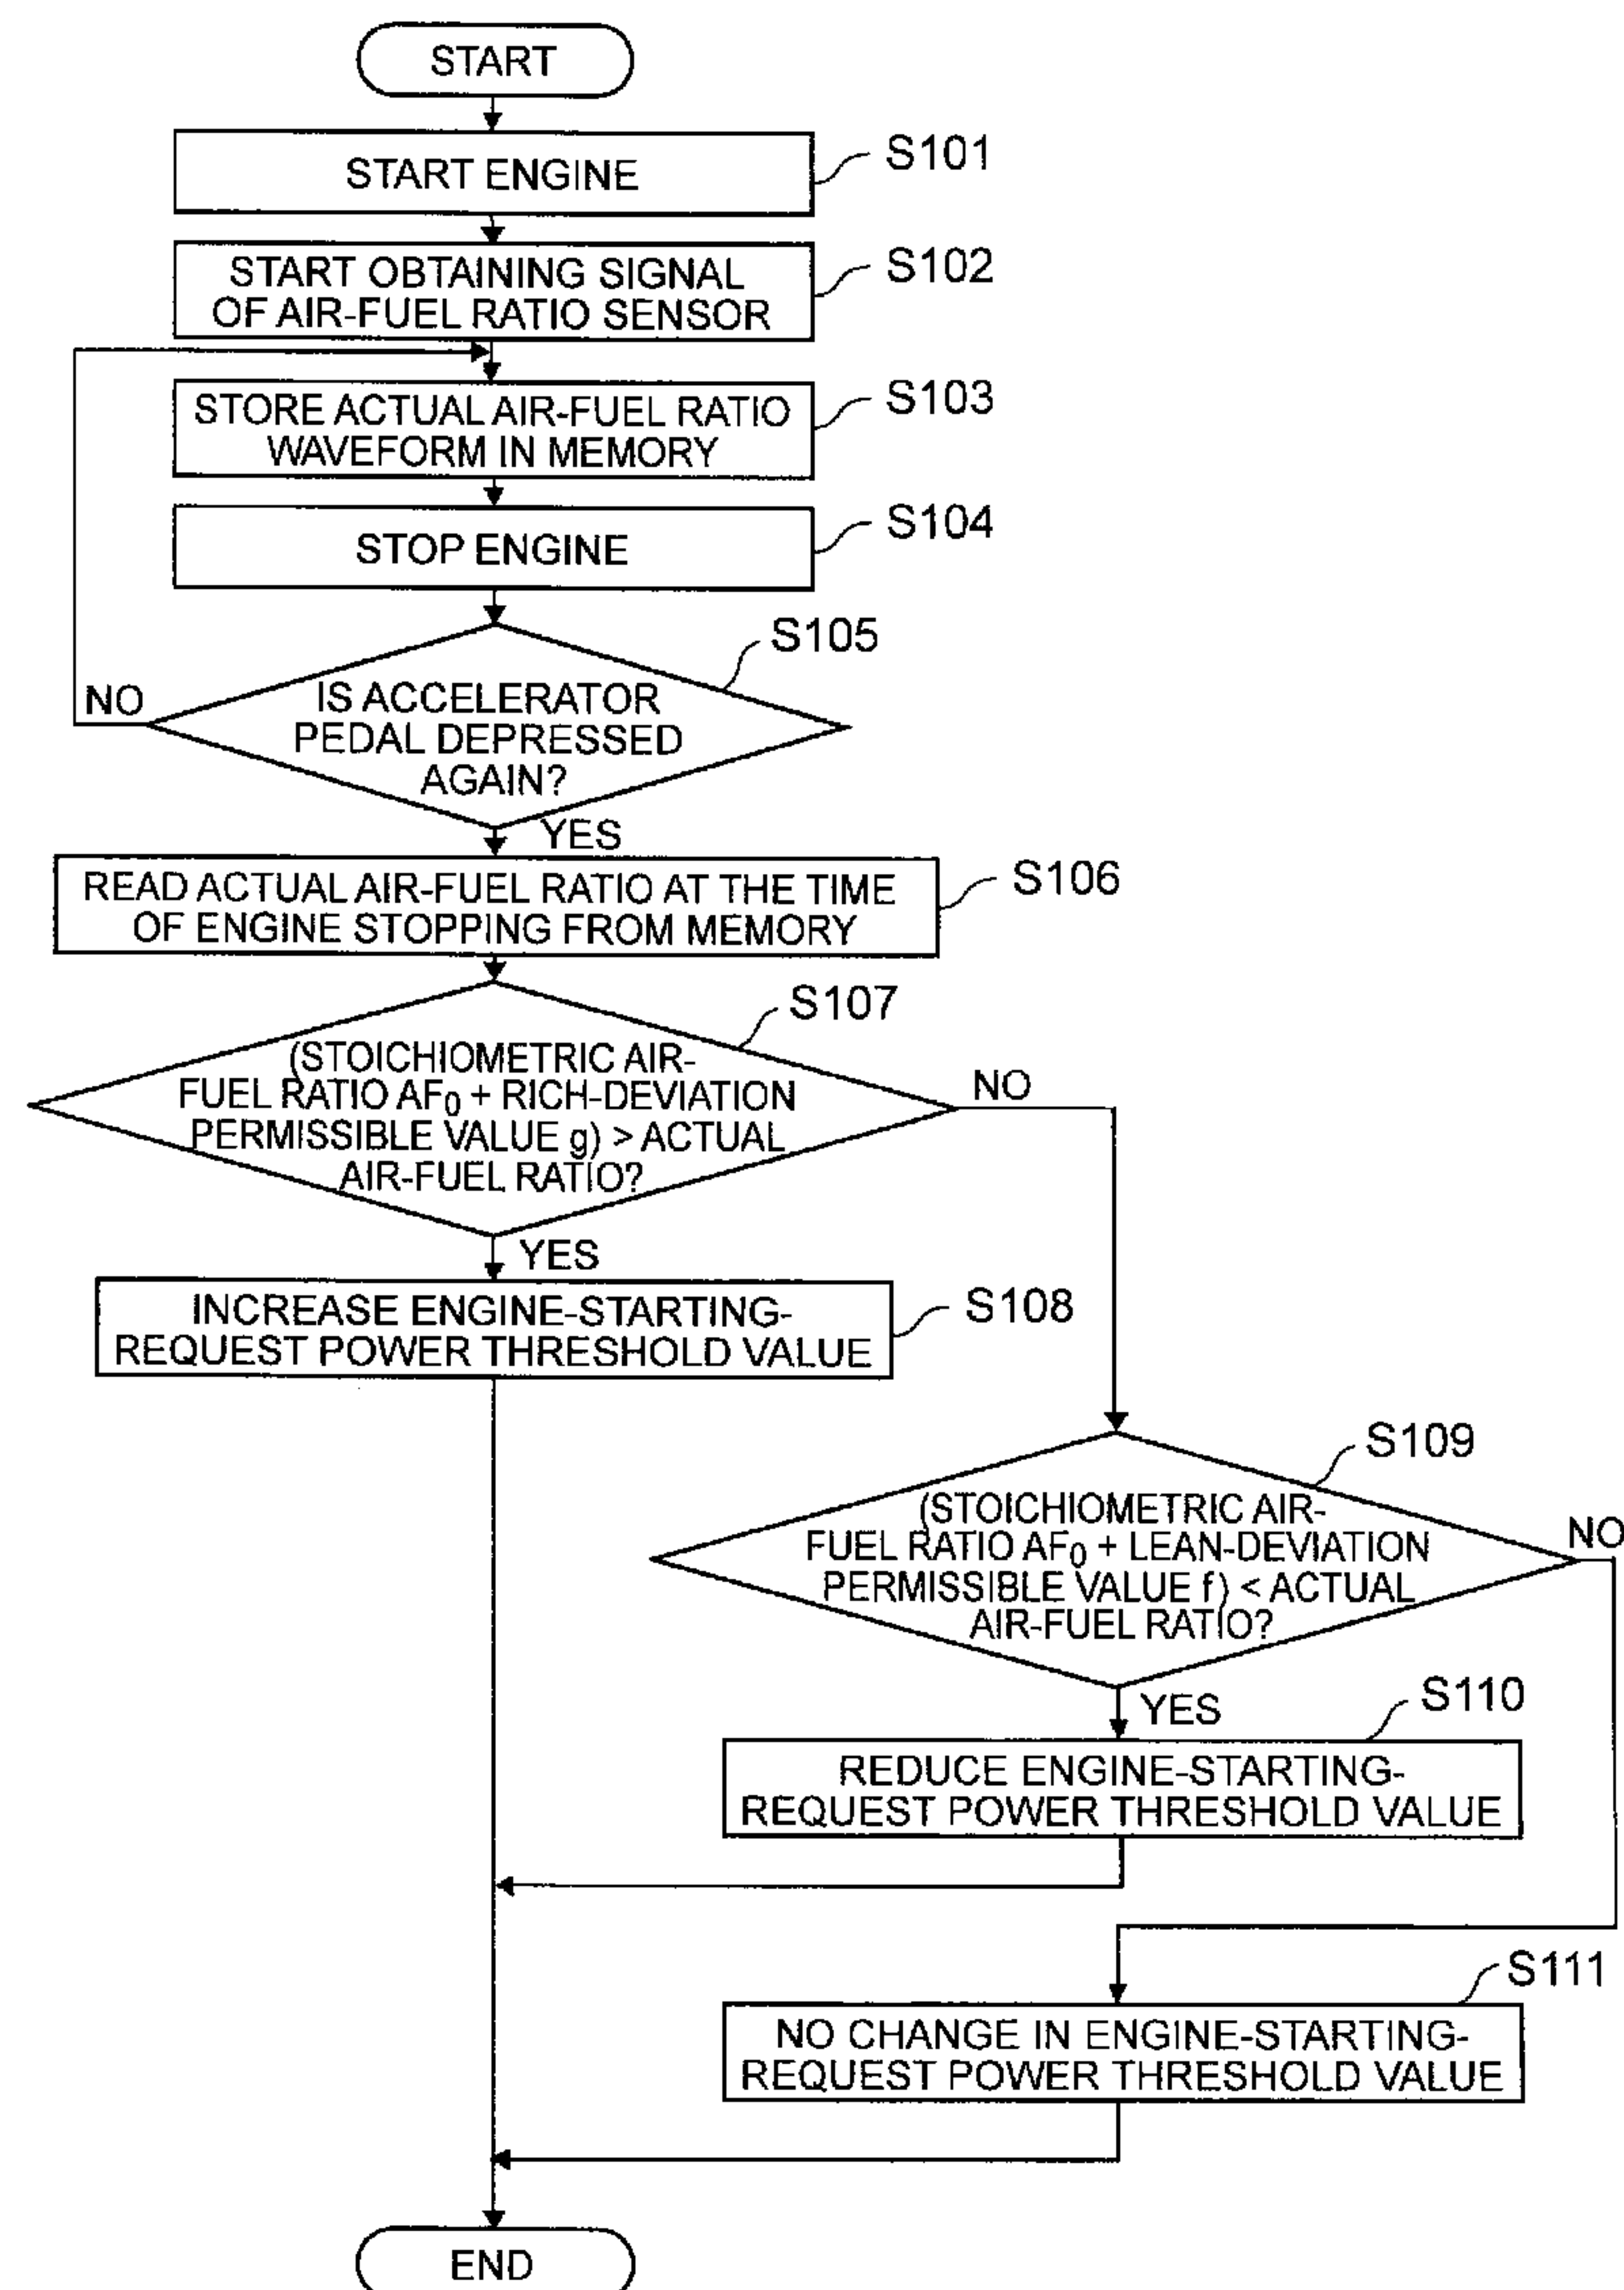 START
START ENGINE
S101
START OBTAINING SIGNAL
OF AIR-FUEL RATIO SENSOR
S102
STORE ACTUAL AIR-FUEL RATIO
WAVEFORM IN MEMORY
S103
STOP ENGINE
S104
S105
IS ACCELERATOR
PEDAL DEPRESSED
AGAIN?
NO
YES
READ ACTUAL AIR-FUEL RATIO AT THE TIME
OF ENGINE STOPPING FROM MEMORY
S106
S107
(STOICHIOMETRIC AIR-
FUEL RATIO AF₀ + RICH-DEVIATION
PERMISSIBLE VALUE g) > ACTUAL
AIR-FUEL RATIO?
NO
YES
INCREASE ENGINE-STARTING-
REQUEST POWER THRESHOLD VALUE
S108
S109
(STOICHIOMETRIC AIR-
FUEL RATIO AF₀ + LEAN-DEVIATION
PERMISSIBLE VALUE f) < ACTUAL
AIR-FUEL RATIO?
NO
YES
S110
REDUCE ENGINE-STARTING-
REQUEST POWER THRESHOLD VALUE
S111
NO CHANGE IN ENGINE-STARTING-
REQUEST POWER THRESHOLD VALUE
END